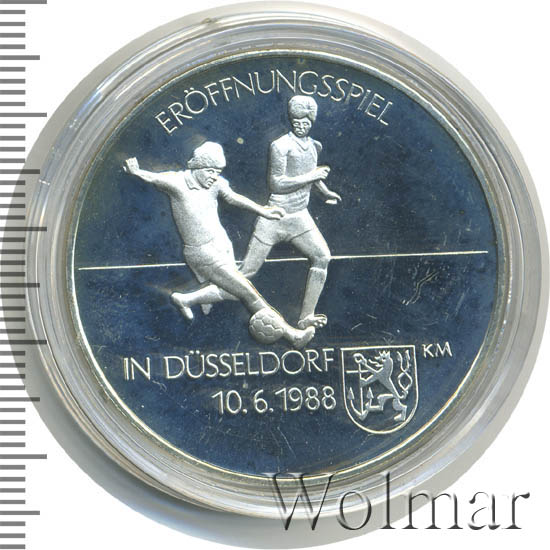 ERÖFFNUNGSSPIEL
IN DÜSSELDORF
KM
10.6.1988
Wolmar